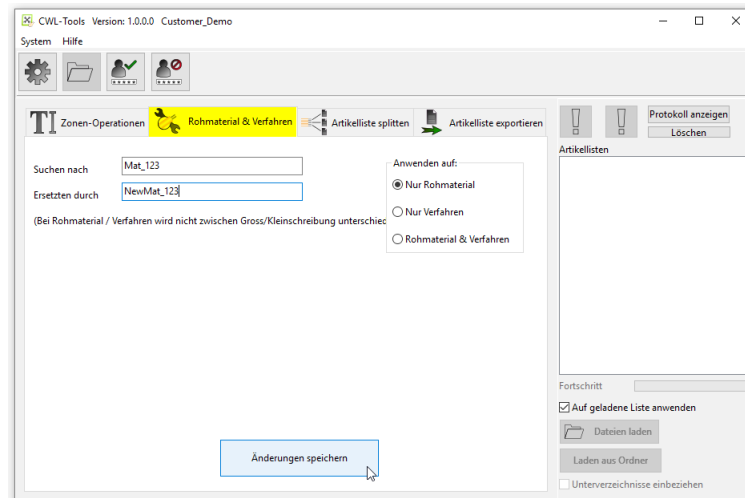 CWL-Tools Version: 1.0.0.0 Customer_Demo
System Hilfe
Zonen-Operationen
Rohmaterial & Verfahren
Artikelliste splitten
Artikelliste exportieren
Suchen nach
Mat_123
Ersetzten durch
NewMat_123
(Bei Rohmaterial / Verfahren wird nicht zwischen Gross/Kleinschreibung unterschied
Anwenden auf:
Nur Rohmaterial
Nur Verfahren
Rohmaterial & Verfahren
Änderungen speichern
Protokoll anzeigen
Löschen
Artikellisten
Fortschritt
Auf geladene Liste anwenden
Dateien laden
Laden aus Ordner
Unterverzeichnisse einbeziehen